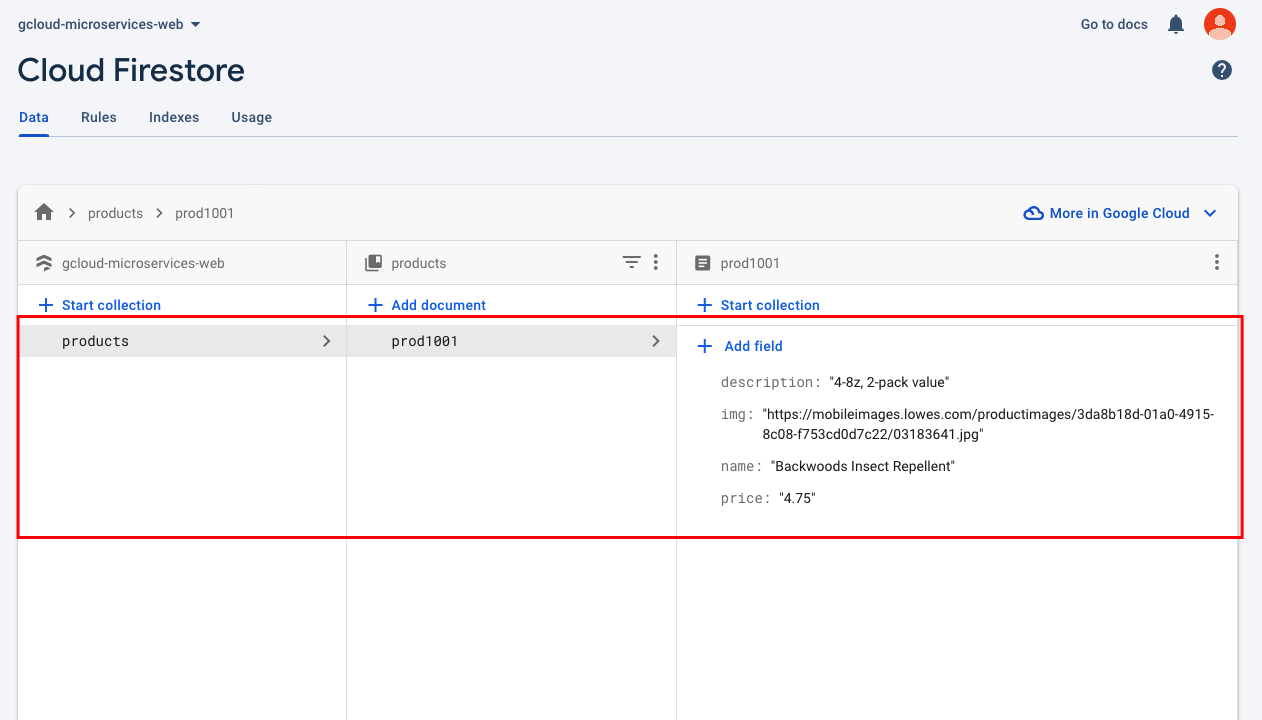 gcloud-microservices-web
Go to docs
Cloud Firestore
?
Data
Rules
Indexes
Usage
products
prod1001
More in Google Cloud
gcloud-microservices-web
products
prod1001
Start collection
Add document
Start collection
products
prod1001
Add field
description: "4-8z, 2-pack value"
img: "https://mobileimages.lowes.com/productimages/3da8b18d-01a0-4915-
8c08-f753cd0d7c22/03183641.jpg"
name: "Backwoods Insect Repellent"
price: "4.75"